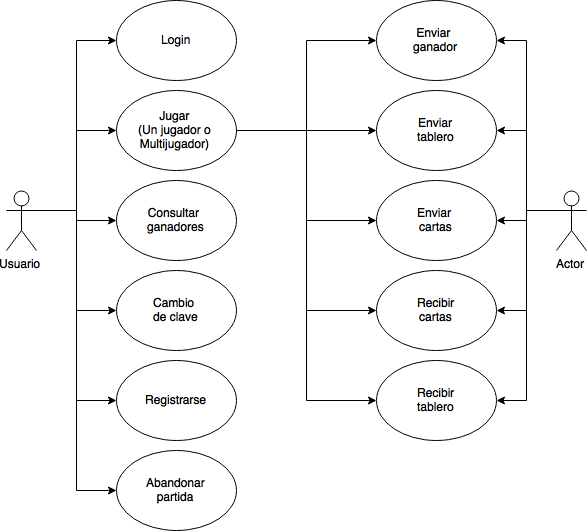 Login
Jugar
(Un jugador o
Multijugador)
Consultar
ganadores
Cambio
de clave
Registrarse
Abandonar
partida
Usuario
Enviar
ganador
Enviar
tablero
Enviar
cartas
Recibir
cartas
Recibir
tablero
Actor